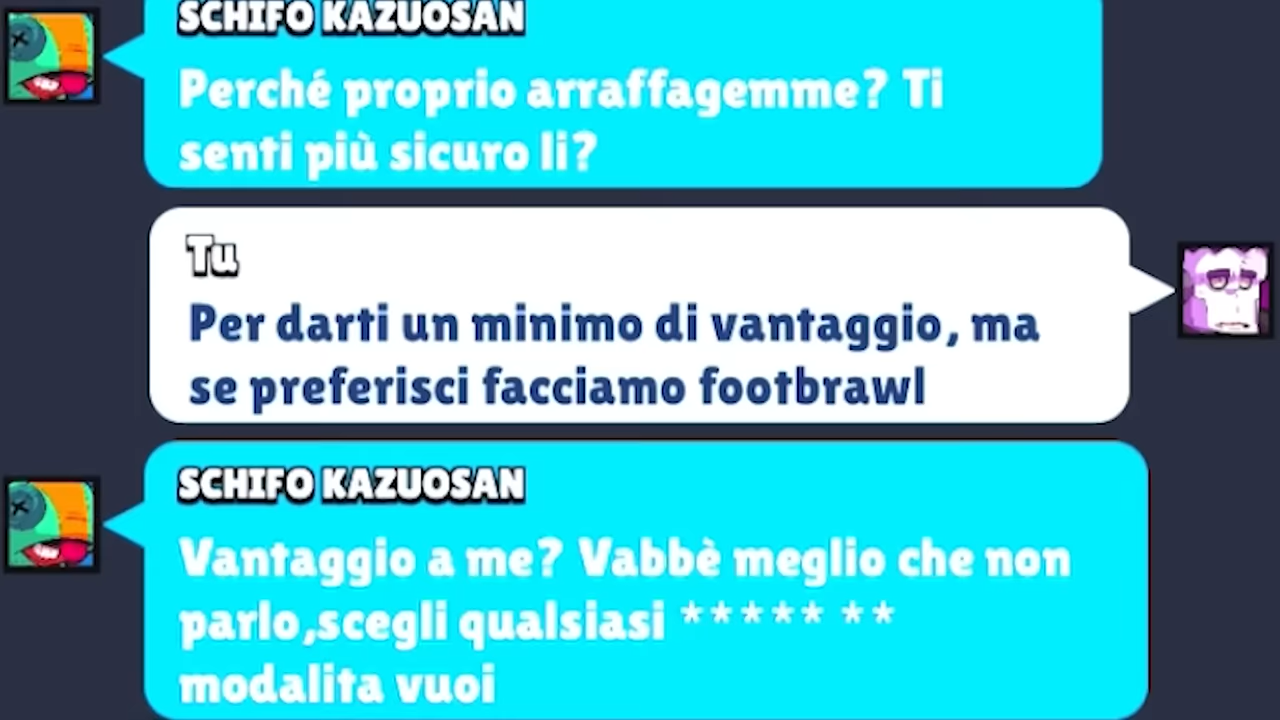 SCHIFO KAZUOSAN
Perché proprio arraffagemme? Ti
senti più sicuro li?
Tu
Per darti un minimo di vantaggio, ma
se preferisci facciamo footbrawl
SCHIFO KAZUOSAN
Vantaggio a me? Vabbè meglio che non
parlo,scegli qualsiasi ***** **
modalita vuoi